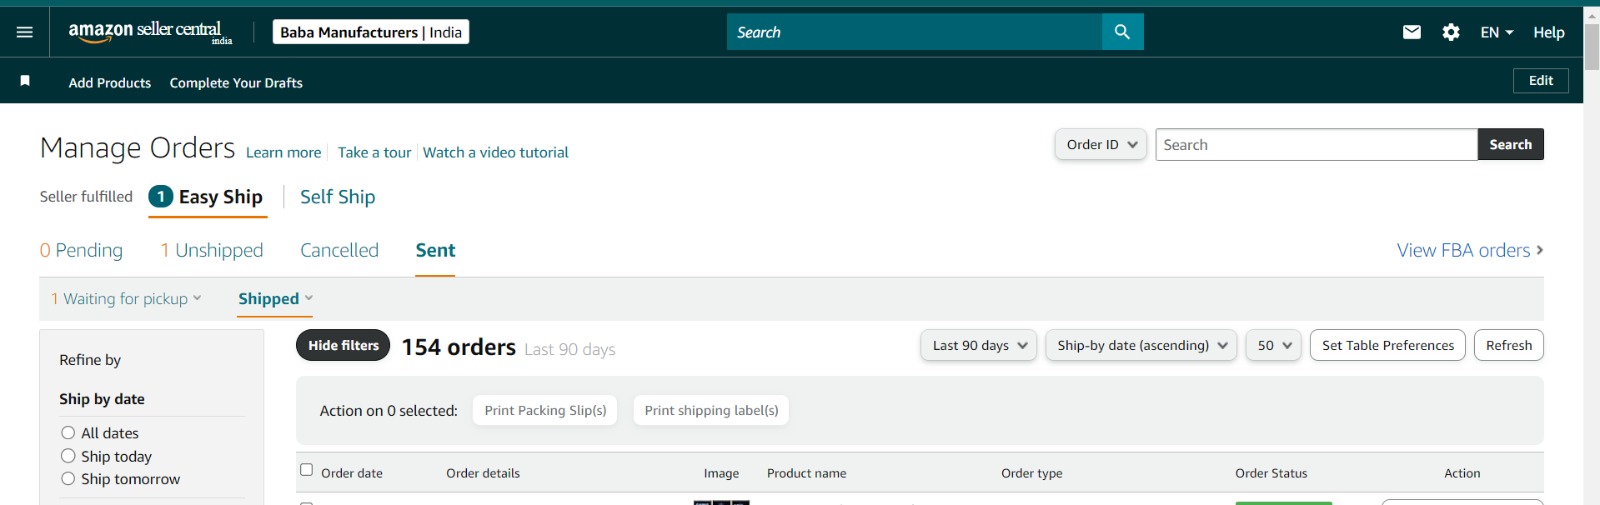 amazon seller central
india
Baba Manufacturers | India
Search
EN
Help
Add Products
Complete Your Drafts
Edit
Manage Orders
Learn more
Take a tour
Watch a video tutorial
Order ID
Search
Search
Seller fulfilled
1 Easy Ship
Self Ship
0 Pending
1 Unshipped
Cancelled
Sent
View FBA orders
1 Waiting for pickup
Shipped
Refine by
Ship by date
All dates
Ship today
Ship tomorrow
Hide filters
154 orders Last 90 days
Last 90 days
Ship-by date (ascending)
50
Set Table Preferences
Refresh
Action on 0 selected:
Print Packing Slip(s)
Print shipping label(s)
Order date
Order details
Image
Product name
Order type
Order Status
Action